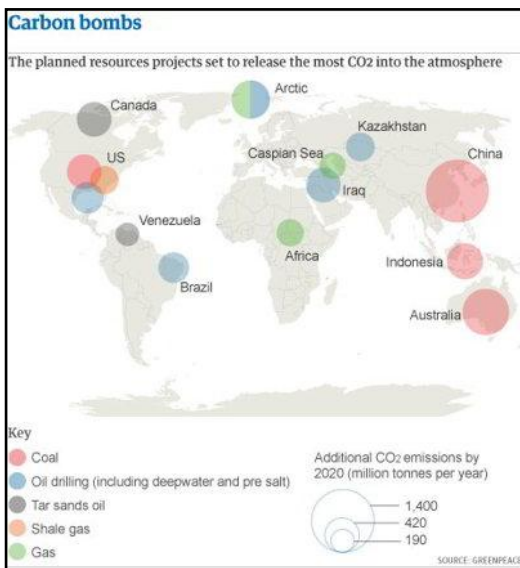 Carbon bombs
The planned resources projects set to release the most CO2 into the atmosphere
Arctic
Canada
Kazakhstan
US
Caspian Sea
China
Iraq
Venezuela
Africa
Indonesia
Brazil
Australia
Key
Coal
Oil drilling (including deepwater and pre salt)
Tar sands oil
Shale gas
Gas
Additional CO2 emissions by
2020 (million tonnes per year)
1,400
420
190
SOURCE: GREENPEACE